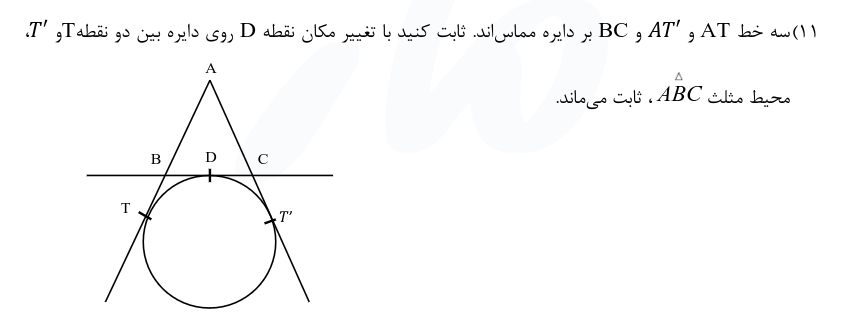 ۱۱)سه خط AT و AT′ و BC بر دایره مماس‌اند. ثابت کنید با تغییر مکان نقطه D روی دایره بین دو نقطهT و T′،
محیط مثلث △ABC ، ثابت می‌ماند.
A
B D C
T T′